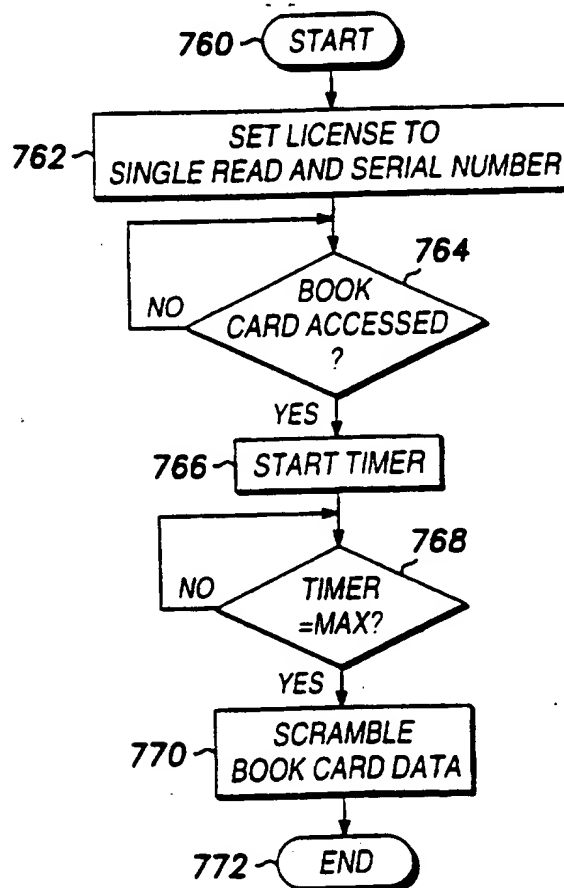 760
START
762
SET LICENSE TO
SINGLE READ AND SERIAL NUMBER
764
NO
BOOK
CARD ACCESSED
?
YES
766
START TIMER
768
NO
TIMER
=MAX?
YES
770
SCRAMBLE
BOOK CARD DATA
772
END